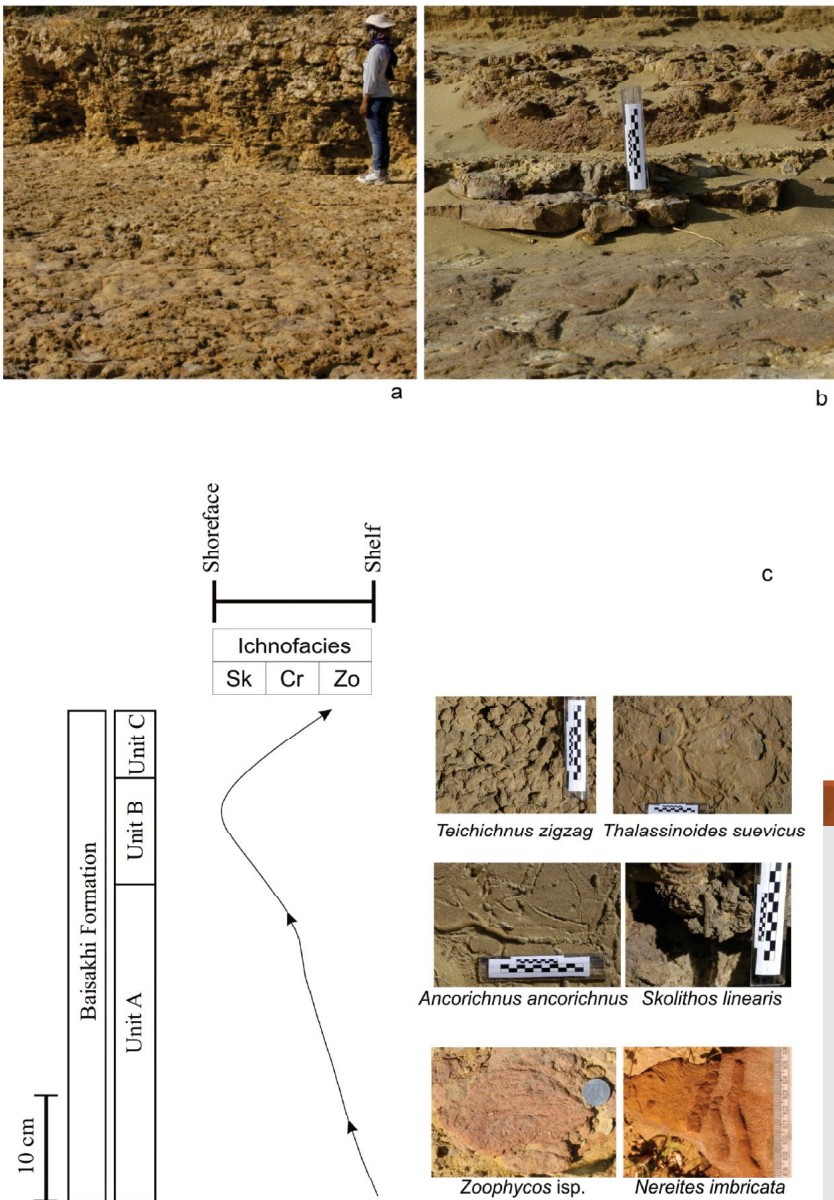 a
b
c
Shoreface
Shelf
Ichnofacies
Sk Cr Zo
Baisakhi Formation
Unit C
Unit B
Unit A
10 cm
Teichichnus zigzag Thalassinoides suevicus
Ancorichnus ancorichnus Skolithos linearis
Zoophycos isp. Nereites imbricata